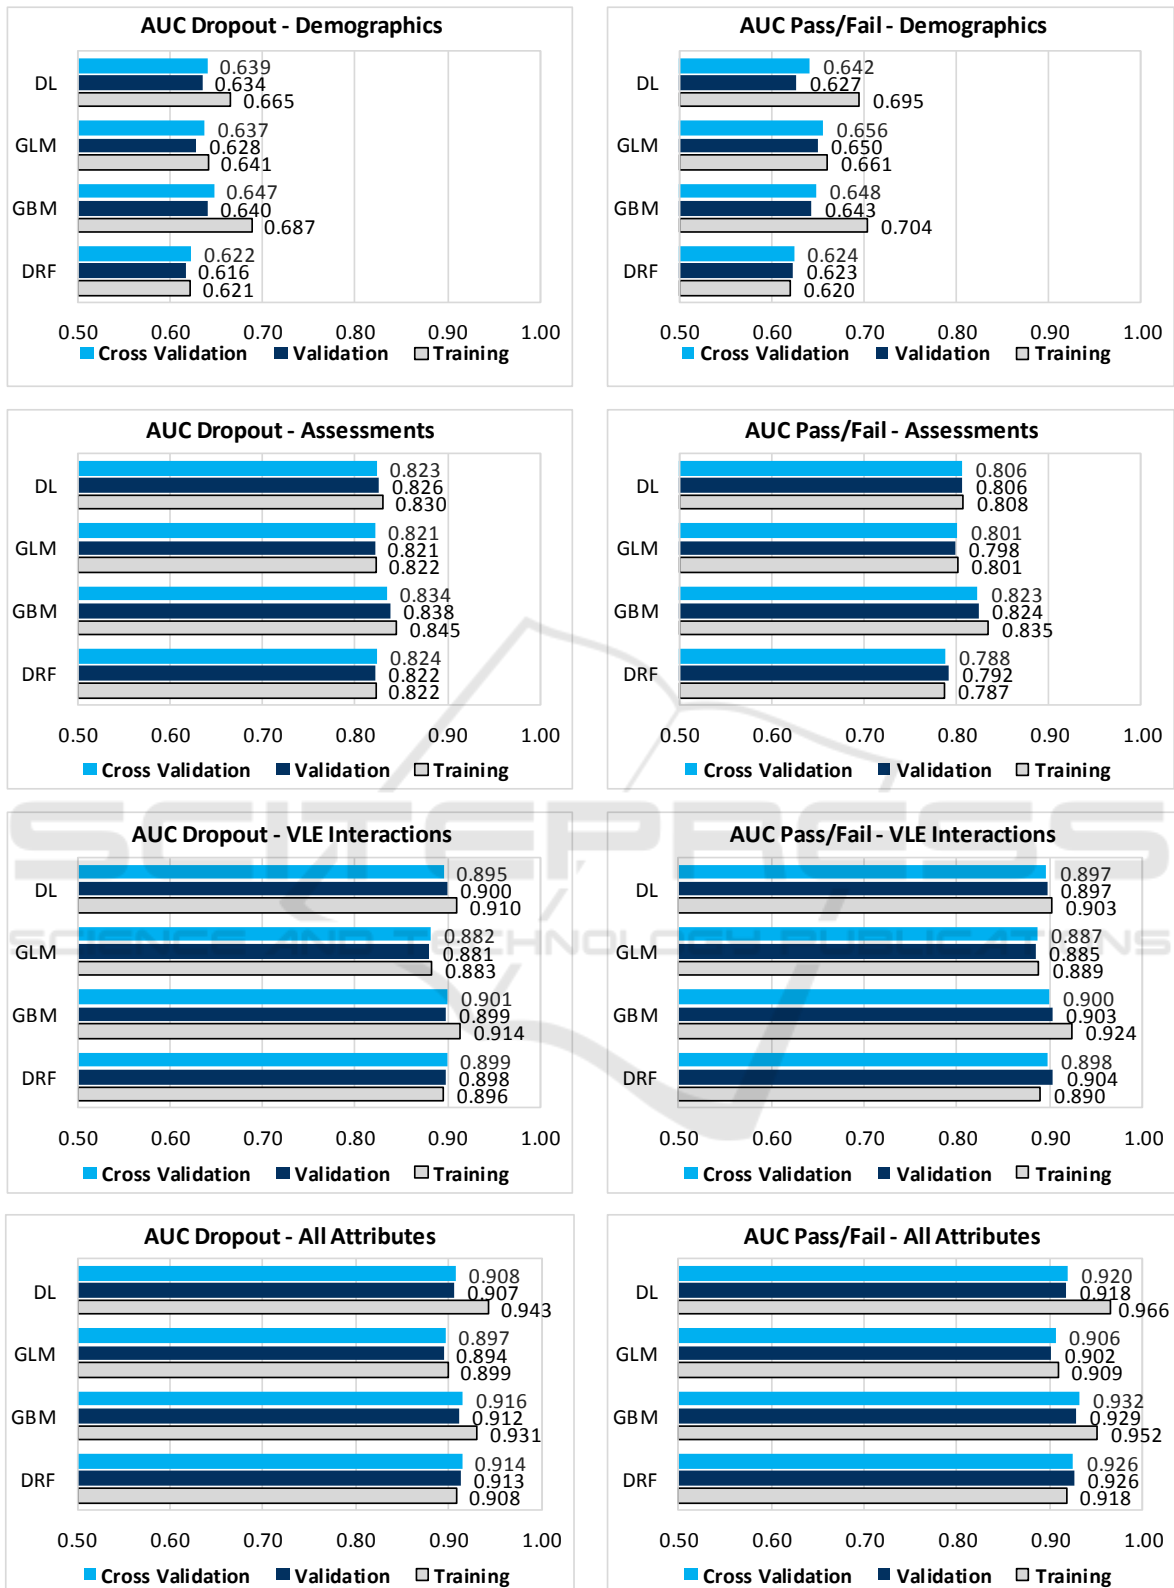 AUC Dropout - Demographics
DL
0.639
0.634
0.665
GLM
0.637
0.628
0.641
GBM
0.647
0.640
0.687
DRF
0.622
0.616
0.621
0.50 0.60 0.70 0.80 0.90 1.00
Cross Validation Validation Training
AUC Pass/Fail - Demographics
DL
0.642
0.627
0.695
GLM
0.656
0.650
0.661
GBM
0.648
0.643
0.704
DRF
0.624
0.623
0.620
0.50 0.60 0.70 0.80 0.90 1.00
Cross Validation Validation Training
AUC Dropout - Assessments
DL
0.823
0.826
0.830
GLM
0.821
0.821
0.822
GBM
0.834
0.838
0.845
DRF
0.824
0.822
0.822
0.50 0.60 0.70 0.80 0.90 1.00
Cross Validation Validation Training
AUC Pass/Fail - Assessments
DL
0.806
0.806
0.808
GLM
0.801
0.798
0.801
GBM
0.823
0.824
0.835
DRF
0.788
0.792
0.787
0.50 0.60 0.70 0.80 0.90 1.00
Cross Validation Validation Training
SCITEPRESS
SCIENCE AND TECHNOLOGY PUBLICATIONS
AUC Dropout - VLE Interactions
DL
0.895
0.900
0.910
GLM
0.882
0.881
0.883
GBM
0.901
0.899
0.914
DRF
0.899
0.898
0.896
0.50 0.60 0.70 0.80 0.90 1.00
Cross Validation Validation Training
AUC Pass/Fail - VLE Interactions
DL
0.897
0.897
0.903
GLM
0.887
0.885
0.889
GBM
0.900
0.903
0.924
DRF
0.898
0.904
0.890
0.50 0.60 0.70 0.80 0.90 1.00
Cross Validation Validation Training
AUC Dropout - All Attributes
DL
0.908
0.907
0.943
GLM
0.897
0.894
0.899
GBM
0.916
0.912
0.931
DRF
0.914
0.913
0.908
0.50 0.60 0.70 0.80 0.90 1.00
Cross Validation Validation Training
AUC Pass/Fail - All Attributes
DL
0.920
0.918
0.966
GLM
0.906
0.902
0.909
GBM
0.932
0.929
0.952
DRF
0.926
0.926
0.918
0.50 0.60 0.70 0.80 0.90 1.00
Cross Validation Validation Training